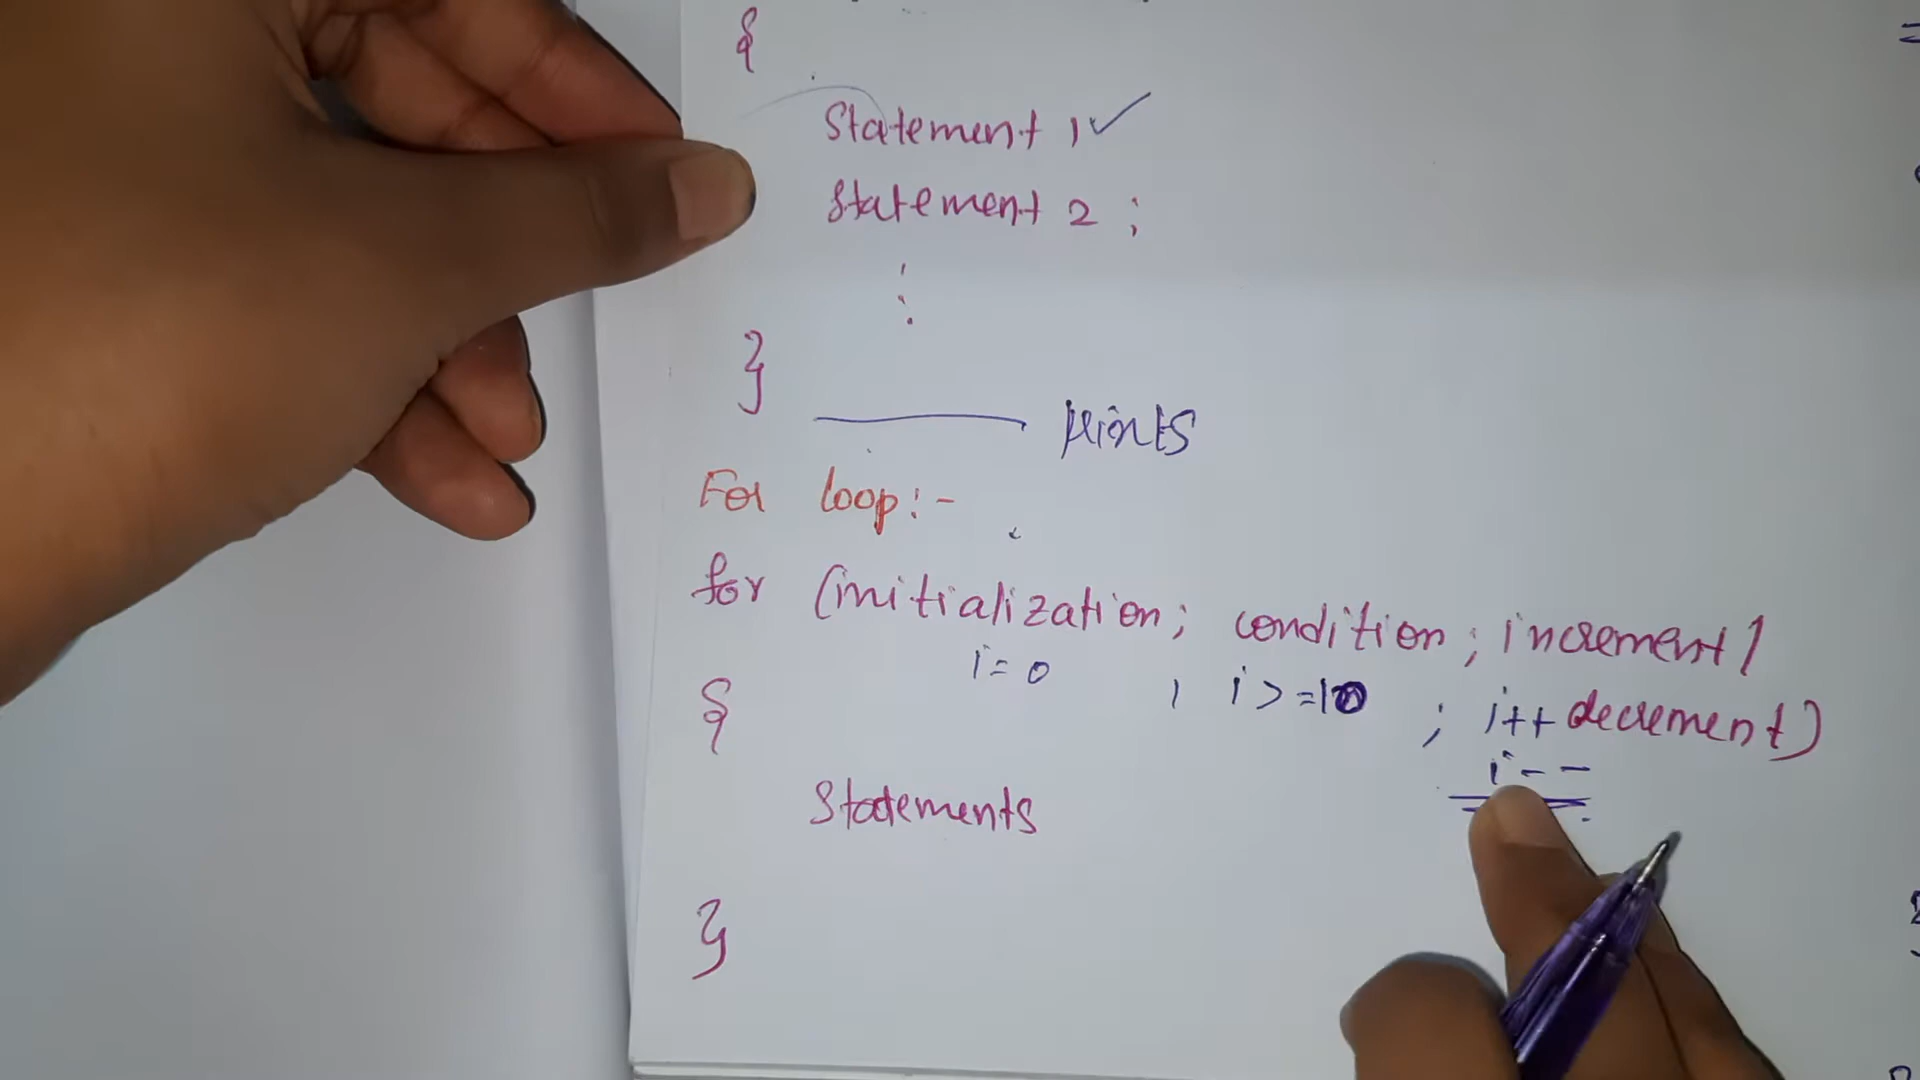 {
Statement 1
Statement 2 ;
}
prints
For loop:-
for (initialization; condition; increment/
i=0 , i>=10 ; i++ decrement)
{
i--
Statements
}